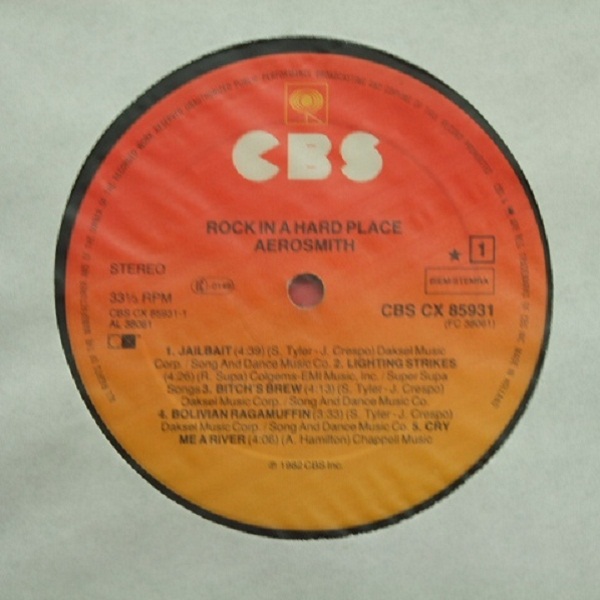 CBS
ROCK IN A HARD PLACE
AEROSMITH
STEREO
33⅓ RPM
CBS CX 85931-1
AL 38061
1
BIEM/STEMRA
CBS CX 85931
(FC 38061)
1. JAILBAIT (4:39) (S. Tyler - J. Crespo) Daksel Music
Corp. / Song And Dance Music Co. 2. LIGHTING STRIKES
(4:26) (R. Supa) Colgems-EMI Music, Inc. / Super Supa
Songs 3. BITCH'S BREW (4:13) (S. Tyler - J. Crespo)
Daksel Music Corp. / Song And Dance Music Co.
4. BOLIVIAN RAGAMUFFIN (3:33) (S. Tyler - J. Crespo)
Daksel Music Corp. / Song And Dance Music Co. 5. CRY
ME A RIVER (4:06) (A. Hamilton) Chappell Music
℗ 1982 CBS Inc.